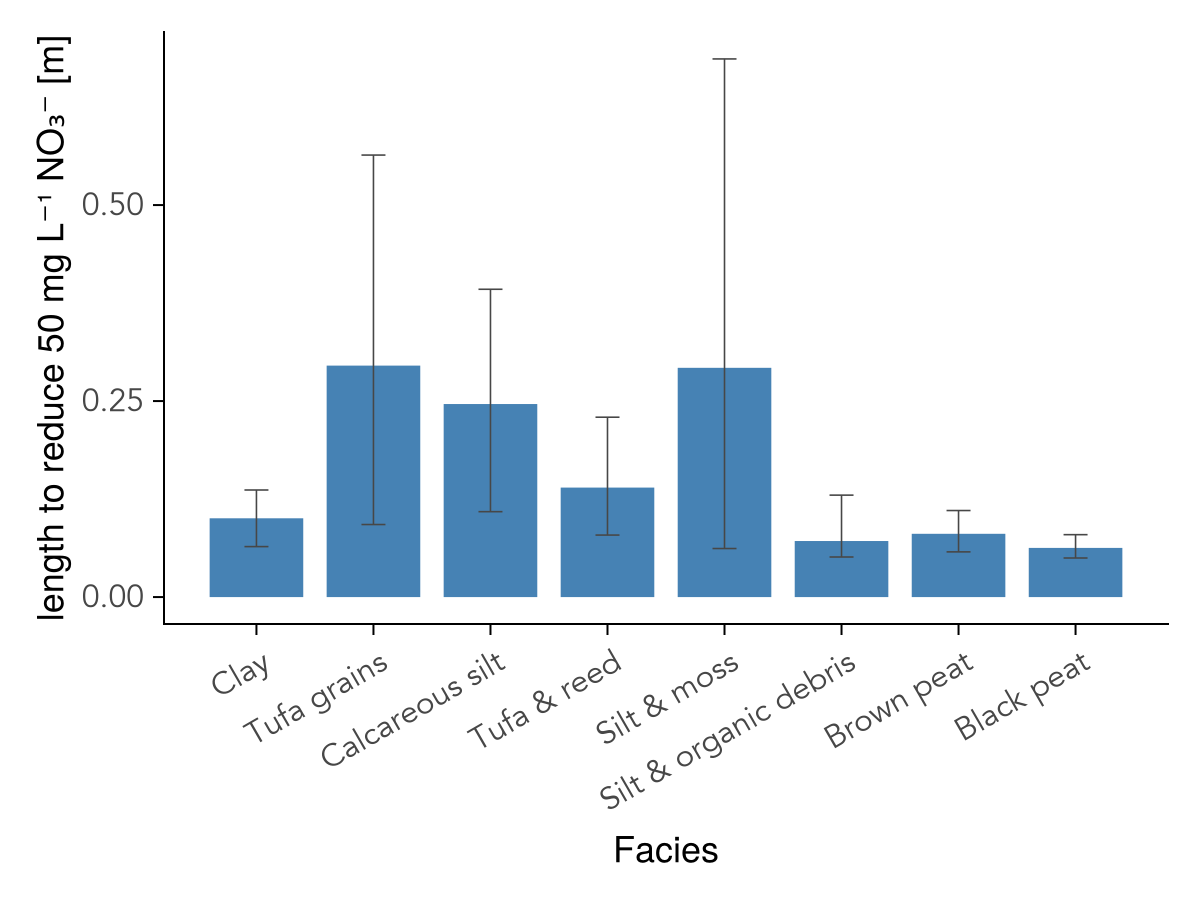 length to reduce 50 mg L⁻¹ NO₃⁻ [m]
0.50
0.25
0.00
Clay
Tufa grains
Calcareous silt
Tufa & reed
Silt & moss
Silt & organic debris
Brown peat
Black peat
Facies